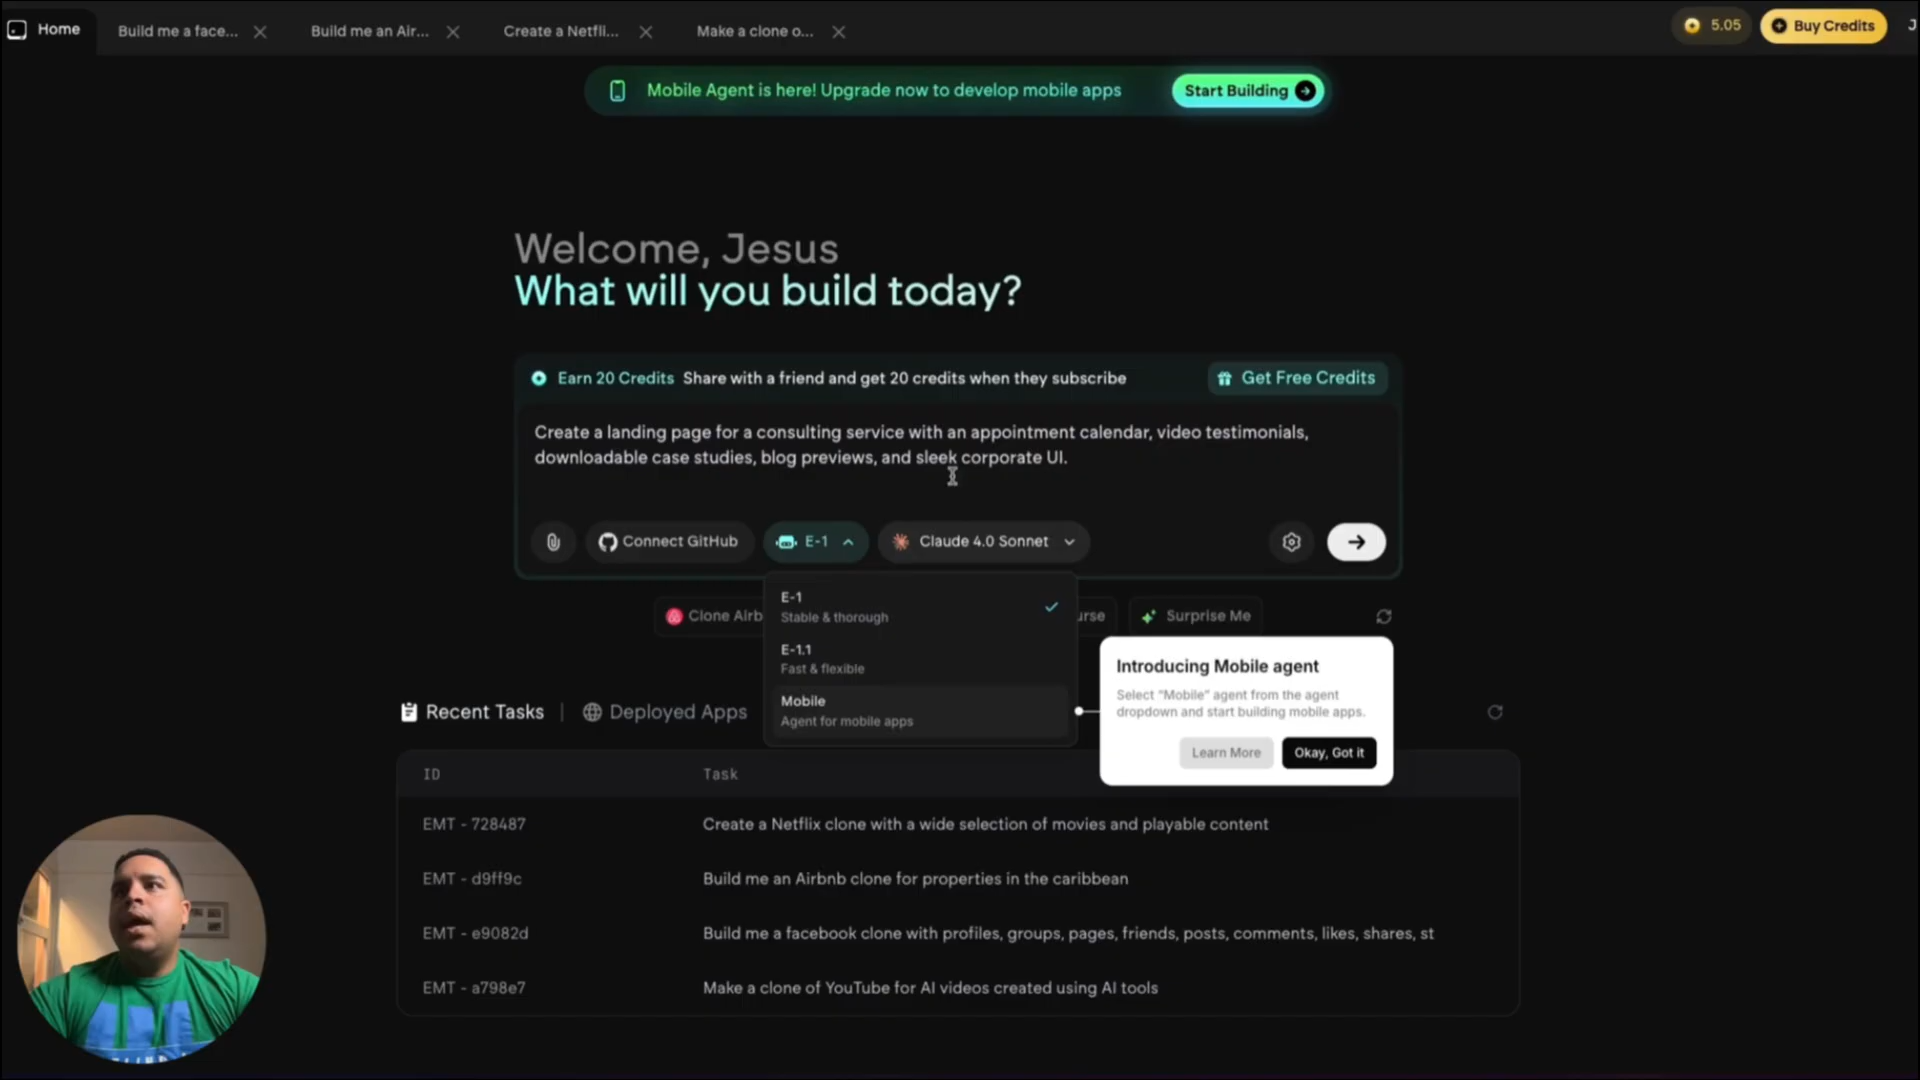 Home
Build me a face...
Build me an Air...
Create a Netfli...
Make a clone o...
5.05
Buy Credits
J
Mobile Agent is here! Upgrade now to develop mobile apps
Start Building
Welcome, Jesus
What will you build today?
Earn 20 Credits Share with a friend and get 20 credits when they subscribe
Get Free Credits
Create a landing page for a consulting service with an appointment calendar, video testimonials,
downloadable case studies, blog previews, and sleek corporate UI.
Connect GitHub
E-1
Claude 4.0 Sonnet
E-1
Stable & thorough
E-1.1
Fast & flexible
Mobile
Agent for mobile apps
Clone Airb
urse
Surprise Me
Introducing Mobile agent
Select "Mobile" agent from the agent
dropdown and start building mobile apps.
Learn More
Okay, Got it
Recent Tasks
Deployed Apps
ID
Task
EMT - 728487
Create a Netflix clone with a wide selection of movies and playable content
EMT - d9ff9c
Build me an Airbnb clone for properties in the caribbean
EMT - e9082d
Build me a facebook clone with profiles, groups, pages, friends, posts, comments, likes, shares, st
EMT - a798e7
Make a clone of YouTube for AI videos created using AI tools